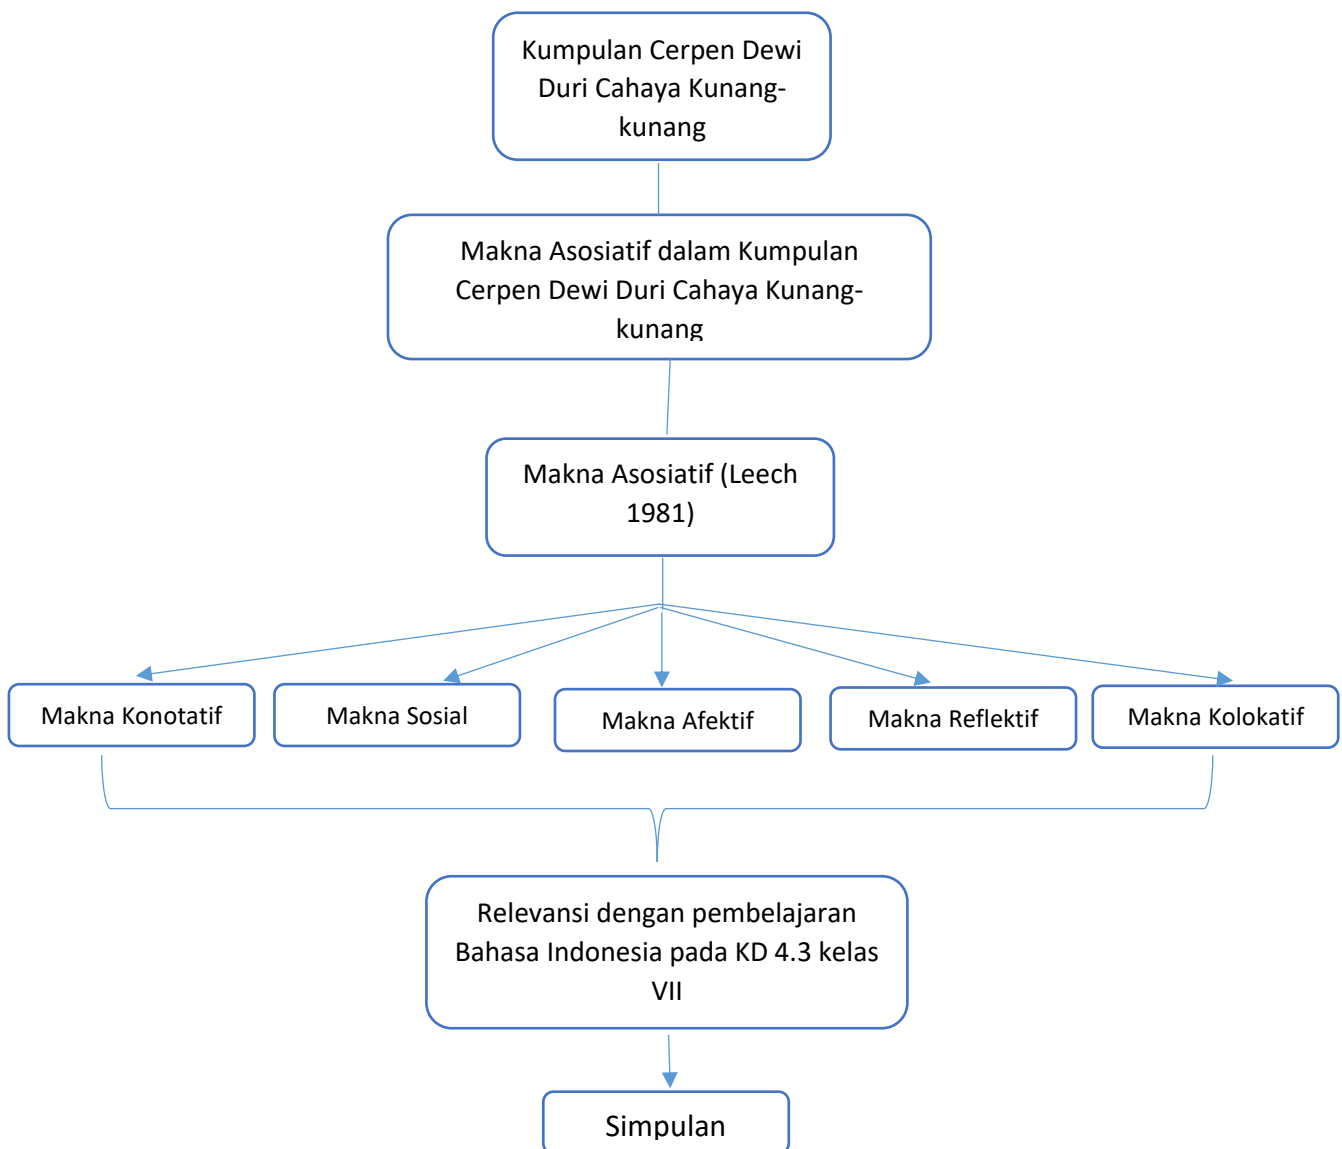 Kumpulan Cerpen Dewi
Duri Cahaya Kunang-
kunang
Makna Asosiatif dalam Kumpulan
Cerpen Dewi Duri Cahaya Kunang-
kunang
Makna Asosiatif (Leech
1981)
Makna Konotatif
Makna Sosial
Makna Afektif
Makna Reflektif
Makna Kolokatif
Relevansi dengan pembelajaran
Bahasa Indonesia pada KD 4.3 kelas
VII
Simpulan